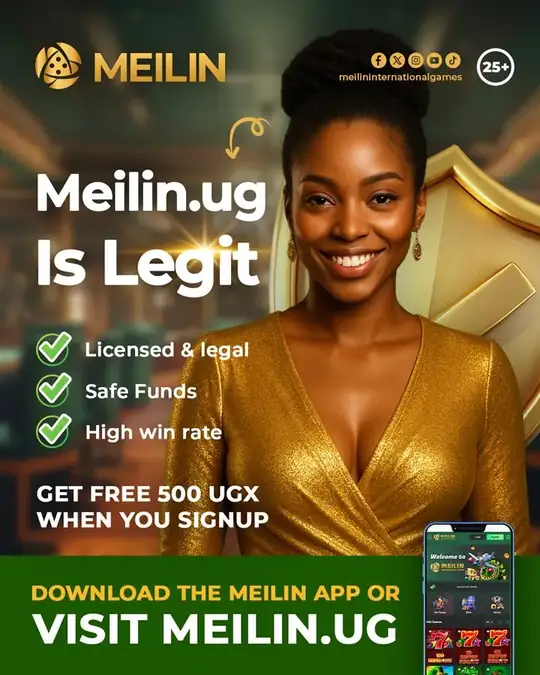 MEILIN
meilininternationalgames
25+
Meilin.ug
Is Legit
Licensed & legal
Safe Funds
High win rate
GET FREE 500 UGX
WHEN YOU SIGNUP
DOWNLOAD THE MEILIN APP OR
VISIT MEILIN.UG
Welcome to
MEILIN